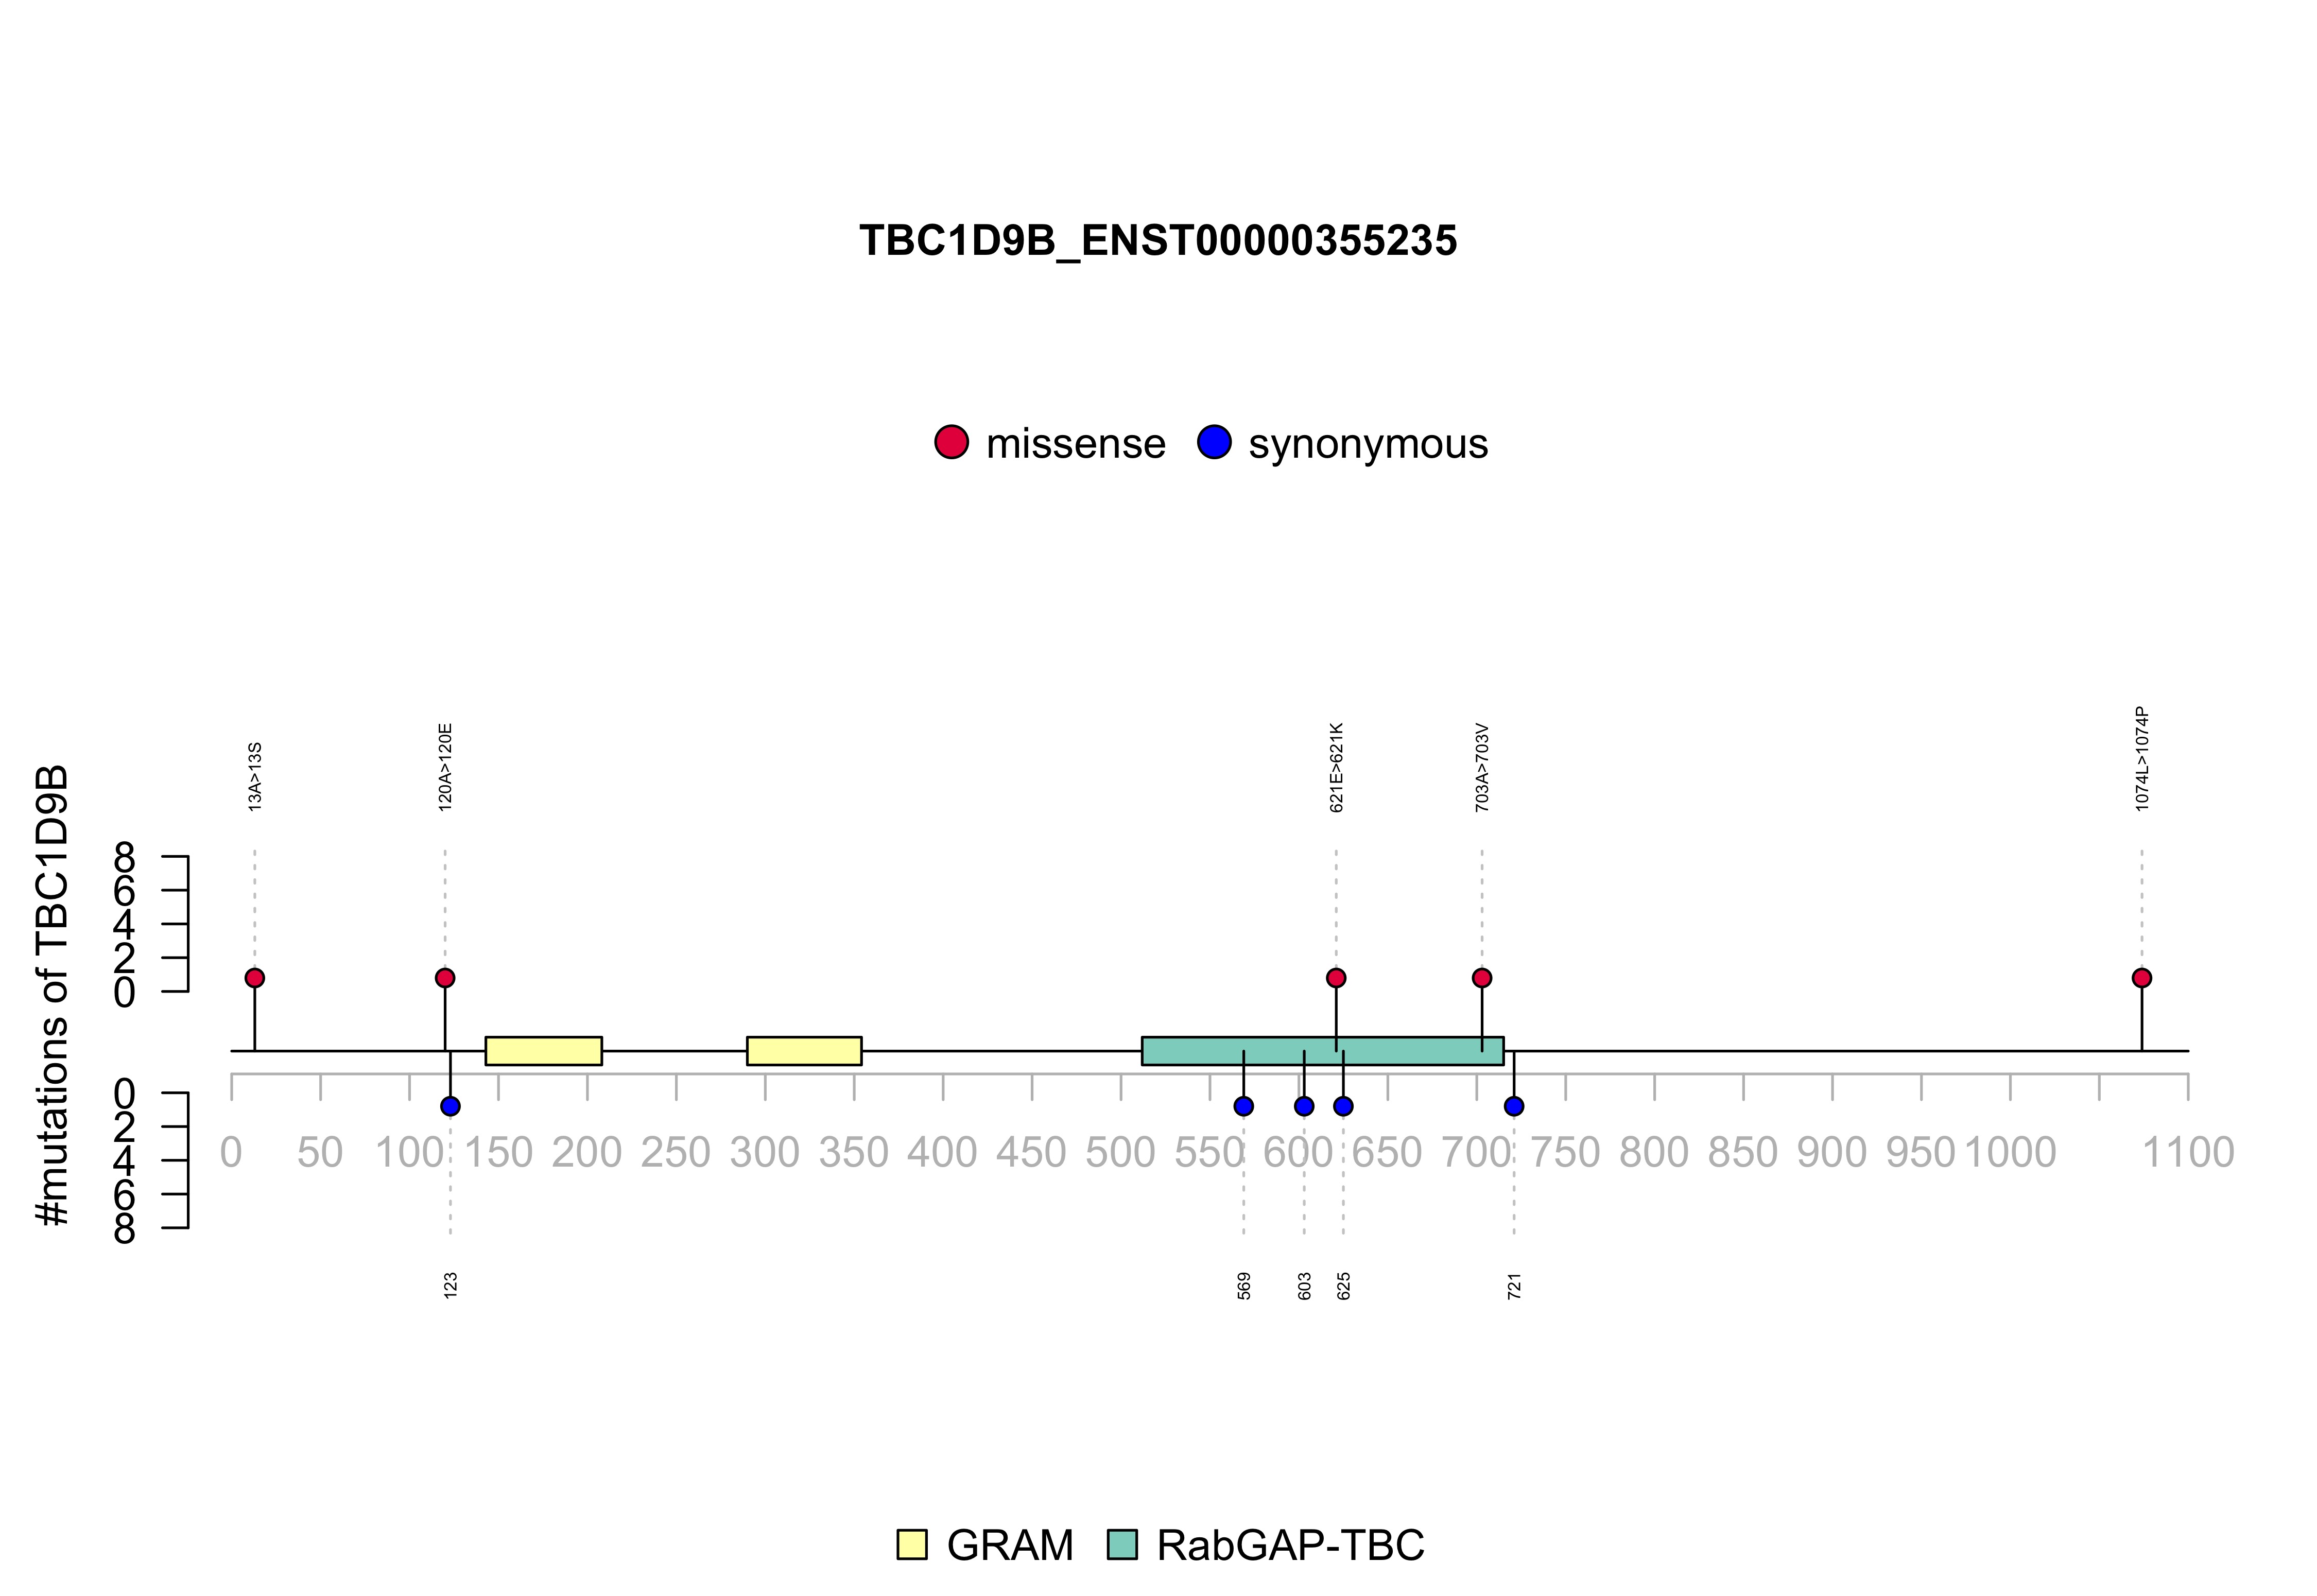 TBC1D9B_ENST00000355235
missense synonymous
13A>13S 120A>120E 621E>621K 703A>703V 1074L>1074P
#mutations of TBC1D9B
8
6
4
2
0
0
2
4
6
8
0 50 100 150 200 250 300 350 400 450 500 550 600 650 700 750 800 850 900 950 1000 1100
123 569 603 625 721
GRAM RabGAP-TBC